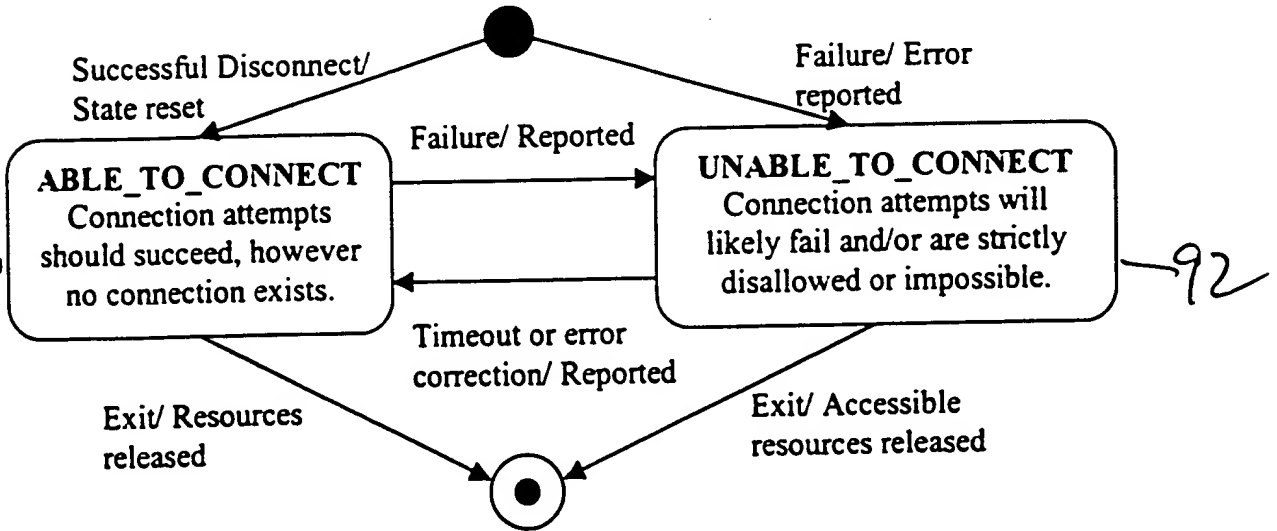 Successful Disconnect/
State reset
Failure/ Error
reported
Failure/ Reported
ABLE_TO_CONNECT
Connection attempts
should succeed, however
no connection exists.
UNABLE_TO_CONNECT
Connection attempts will
likely fail and/or are strictly
disallowed or impossible.
92
Timeout or error
correction/ Reported
Exit/ Resources
released
Exit/ Accessible
resources released